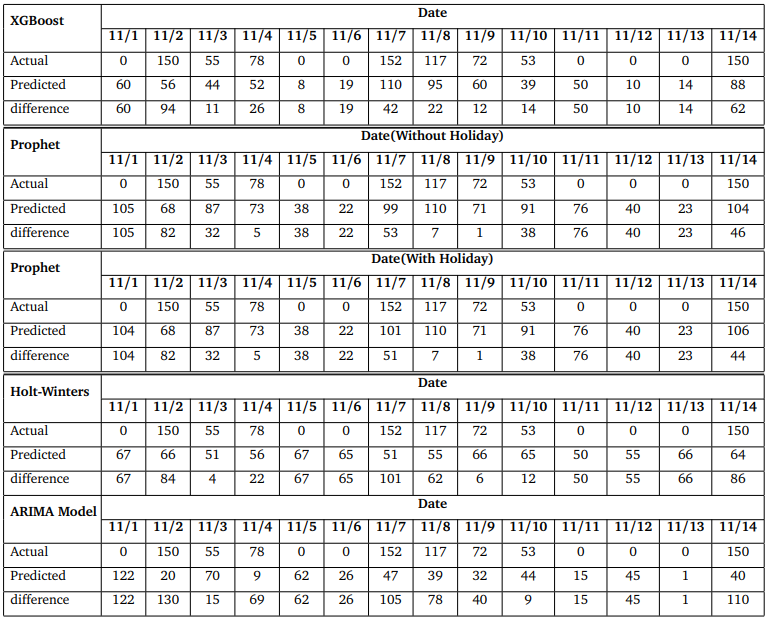 XGBoost Date
11/1 11/2 11/3 11/4 11/5 11/6 11/7 11/8 11/9 11/10 11/11 11/12 11/13 11/14
Actual 0 150 55 78 0 0 152 117 72 53 0 0 0 150
Predicted 60 56 44 52 8 19 110 95 60 39 50 10 14 88
difference 60 94 11 26 8 19 42 22 12 14 50 10 14 62
Prophet Date(Without Holiday)
11/1 11/2 11/3 11/4 11/5 11/6 11/7 11/8 11/9 11/10 11/11 11/12 11/13 11/14
Actual 0 150 55 78 0 0 152 117 72 53 0 0 0 150
Predicted 105 68 87 73 38 22 99 110 71 91 76 40 23 104
difference 105 82 32 5 38 22 53 7 1 38 76 40 23 46
Prophet Date(With Holiday)
11/1 11/2 11/3 11/4 11/5 11/6 11/7 11/8 11/9 11/10 11/11 11/12 11/13 11/14
Actual 0 150 55 78 0 0 152 117 72 53 0 0 0 150
Predicted 104 68 87 73 38 22 101 110 71 91 76 40 23 106
difference 104 82 32 5 38 22 51 7 1 38 76 40 23 44
Holt-Winters Date
11/1 11/2 11/3 11/4 11/5 11/6 11/7 11/8 11/9 11/10 11/11 11/12 11/13 11/14
Actual 0 150 55 78 0 0 152 117 72 53 0 0 0 150
Predicted 67 66 51 56 67 65 51 55 66 65 50 55 66 64
difference 67 84 4 22 67 65 101 62 6 12 50 55 66 86
ARIMA Model Date
11/1 11/2 11/3 11/4 11/5 11/6 11/7 11/8 11/9 11/10 11/11 11/12 11/13 11/14
Actual 0 150 55 78 0 0 152 117 72 53 0 0 0 150
Predicted 122 20 70 9 62 26 47 39 32 44 15 45 1 40
difference 122 130 15 69 62 26 105 78 40 9 15 45 1 110